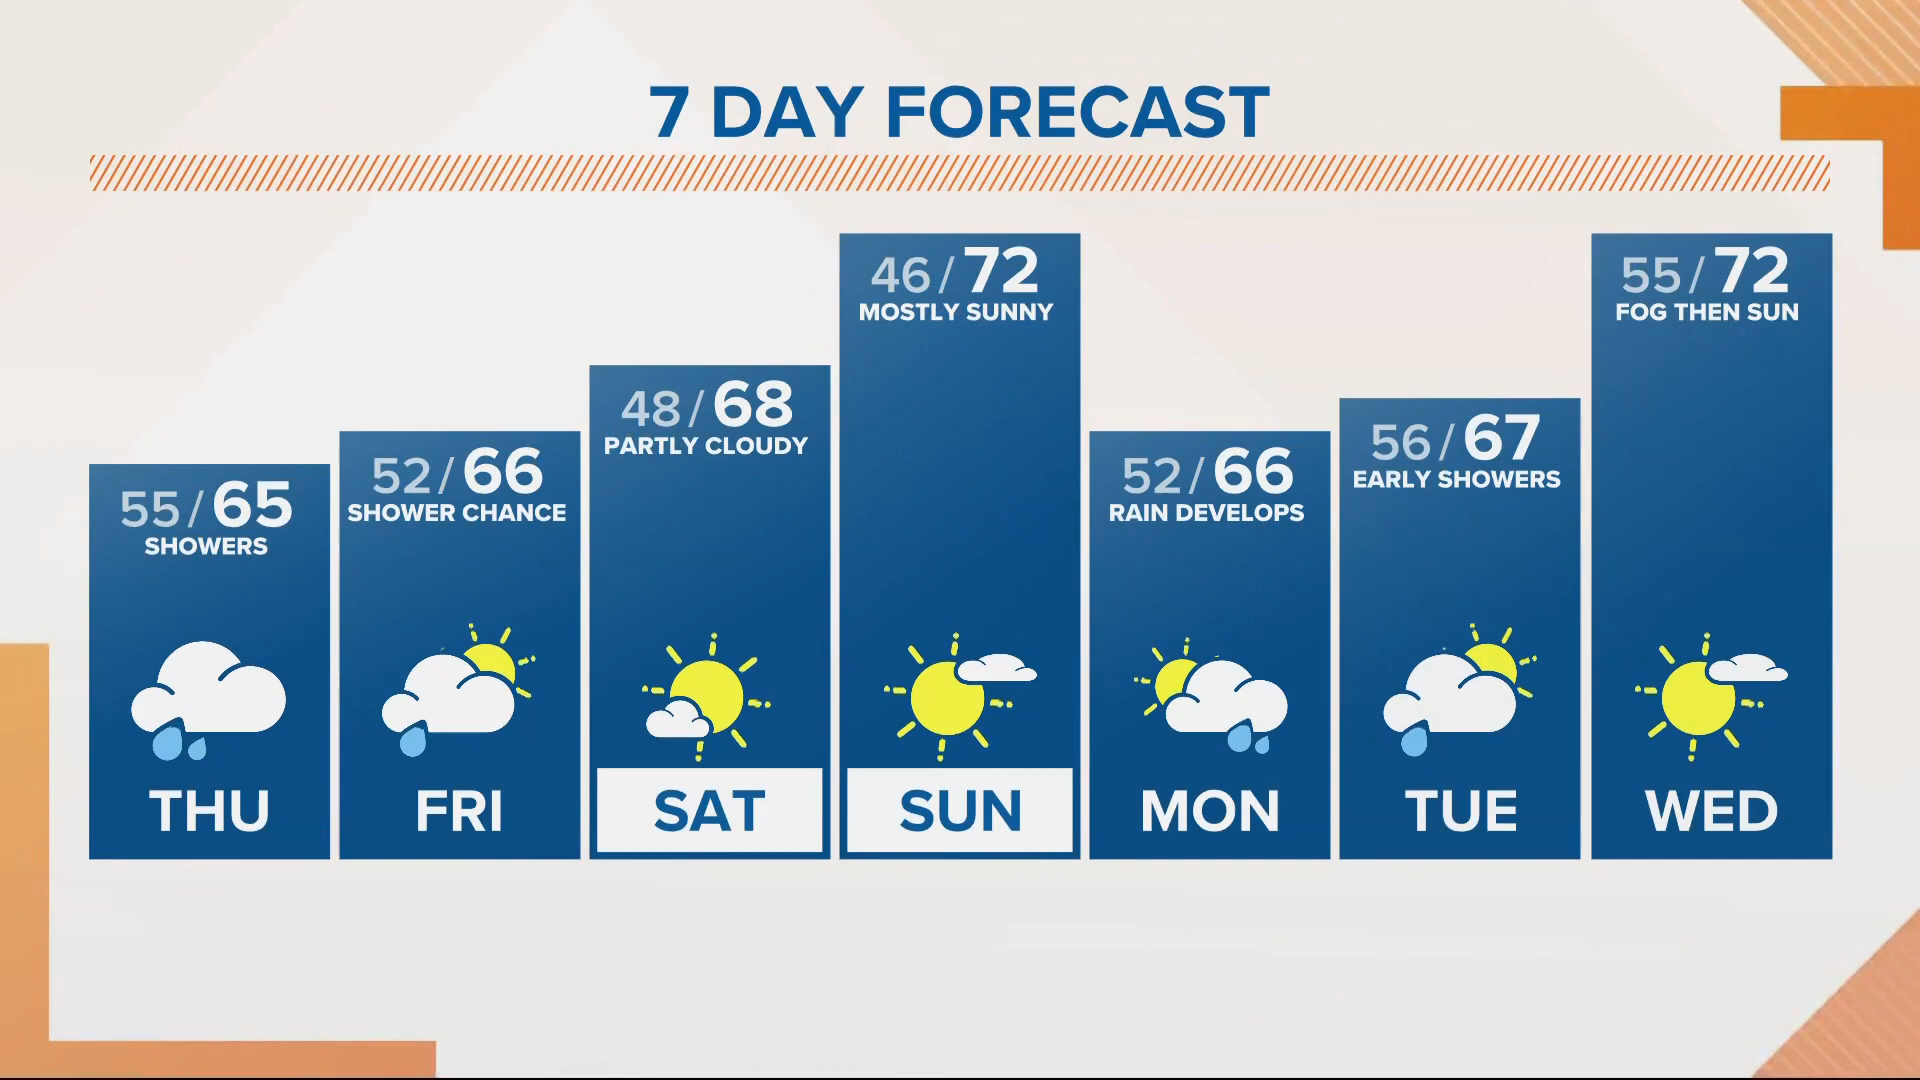 7 DAY FORECAST
55/65
SHOWERS
THU
52/66
SHOWER CHANCE
FRI
48/68
PARTLY CLOUDY
SAT
46/72
MOSTLY SUNNY
SUN
52/66
RAIN DEVELOPS
MON
56/67
EARLY SHOWERS
TUE
55/72
FOG THEN SUN
WED